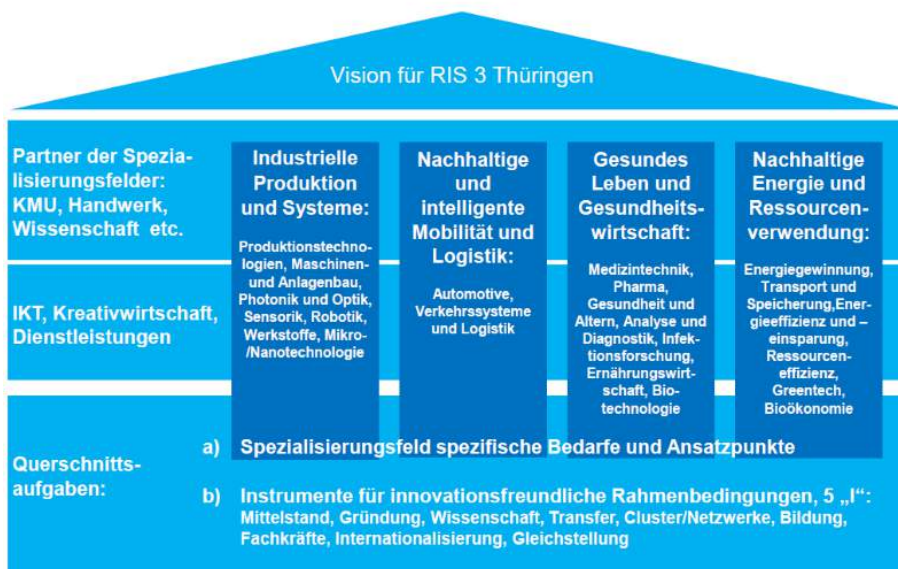 Vision für RIS 3 Thüringen
Partner der Spezia-
lisierungsfelder:
KMU, Handwerk,
Wissenschaft etc.
Industrielle
Produktion
und Systeme:
Produktionstechno-
logien, Maschinen-
und Anlagenbau,
Photonik und Optik,
Sensorik, Robotik,
Werkstoffe, Mikro-
/Nanotechnologie
Nachhaltige
und
intelligente
Mobilität und
Logistik:
Automotive,
Verkehrssysteme
und Logistik
Gesundes
Leben und
Gesundheits-
wirtschaft:
Medizintechnik,
Pharma,
Gesundheit und
Altern, Analyse und
Diagnostik, Infek-
tionsforschung,
Ernährungswirt-
schaft, Bio-
technologie
Nachhaltige
Energie und
Ressourcen-
verwendung:
Energiegewinnung,
Transport und
Speicherung,Ener-
gieeffizienz und –
einsparung,
Ressourcen-
effizienz,
Greentech,
Bioökonomie
IKT, Kreativwirtschaft,
Dienstleistungen
Querschnitts-
aufgaben:
a) Spezialisierungsfeld spezifische Bedarfe und Ansatzpunkte
b) Instrumente für innovationsfreundliche Rahmenbedingungen, 5 „I“:
Mittelstand, Gründung, Wissenschaft, Transfer, Cluster/Netzwerke, Bildung,
Fachkräfte, Internationalisierung, Gleichstellung